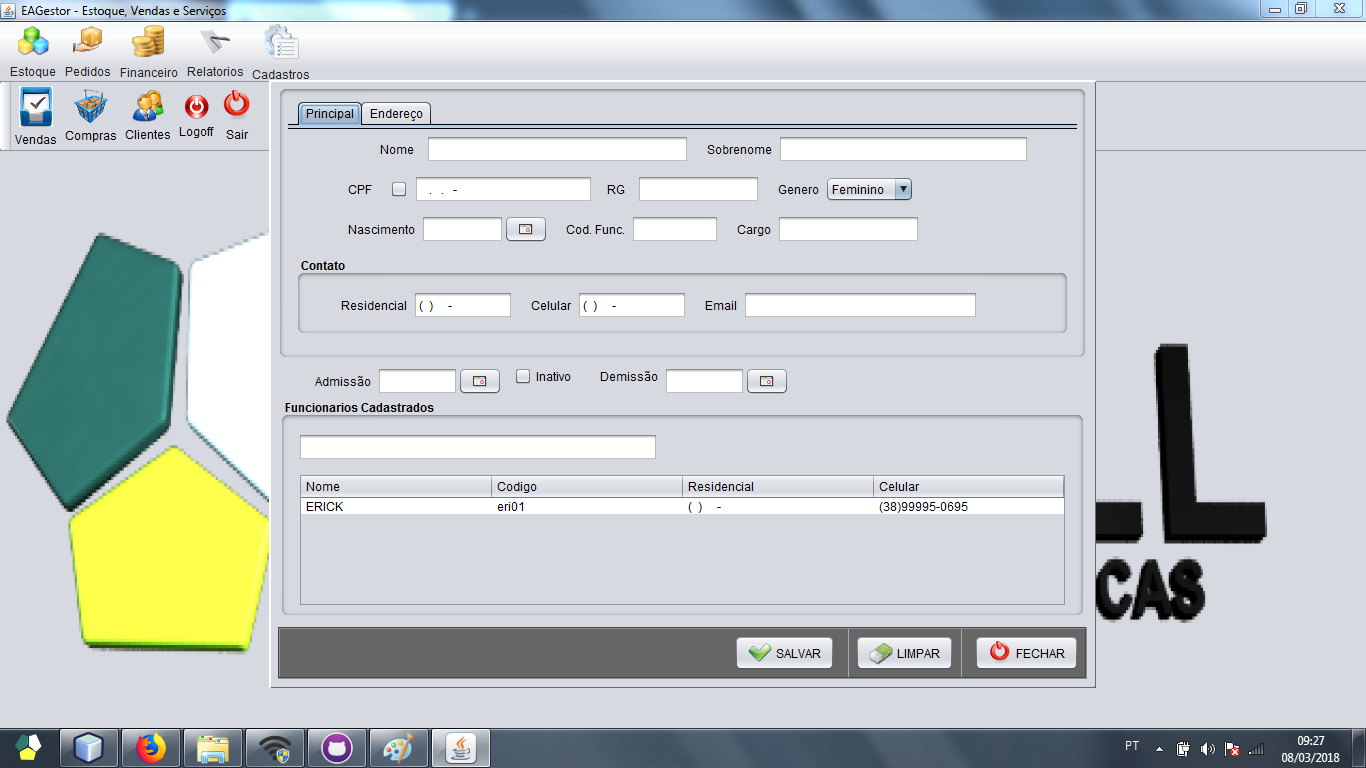 EAGestor - Estoque, Vendas e Serviços
Estoque Pedidos Financeiro Relatorios Cadastros
Vendas Compras Clientes Logoff Sair
Principal Endereço
Nome Sobrenome
CPF . . - RG Genero Feminino
Nascimento Cod. Func. Cargo
Contato
Residencial ( ) - Celular ( ) - Email
Admissão Inativo Demissão
Funcionarios Cadastrados
Nome Codigo Residencial Celular
ERICK eri01 ( ) - (38)99995-0695
L
CAS
SALVAR LIMPAR FECHAR
PT 09:27
08/03/2018